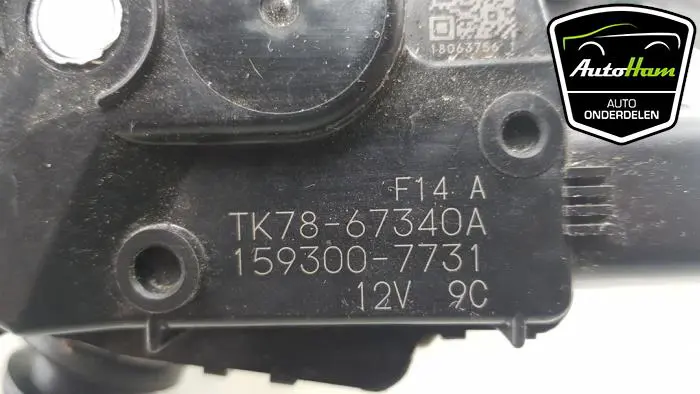 18063756
AutoHam
AUTO
ONDERDELEN
F14 A
TK78-67340A
159300-7731
12V 9C